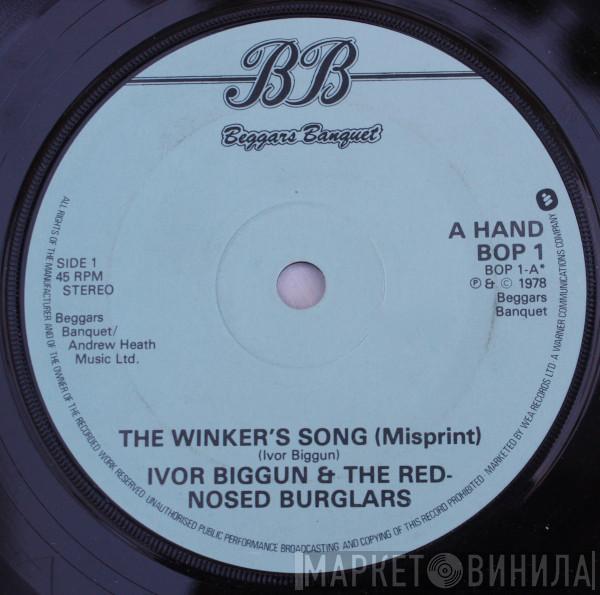 BB
Beggars Banquet
A HAND
BOP 1
BOP 1-A*
℗ & © 1978
Beggars
Banquet
SIDE 1
45 RPM
STEREO
Beggars
Banquet/
Andrew Heath
Music Ltd.
THE WINKER'S SONG (Misprint)
(Ivor Biggun)
IVOR BIGGUN & THE RED-
NOSED BURGLARS
ALL RIGHTS OF THE MANUFACTURER AND OF THE OWNER OF THE RECORDED WORK RESERVED UNAUTHORISED PUBLIC PERFORMANCE BROADCASTING AND COPYING OF THIS RECORD PROHIBITED. MARKETED BY WEA RECORDS LTD. A WARNER COMMUNICATIONS COMPANY
МАРКЕТ ВИНИЛА